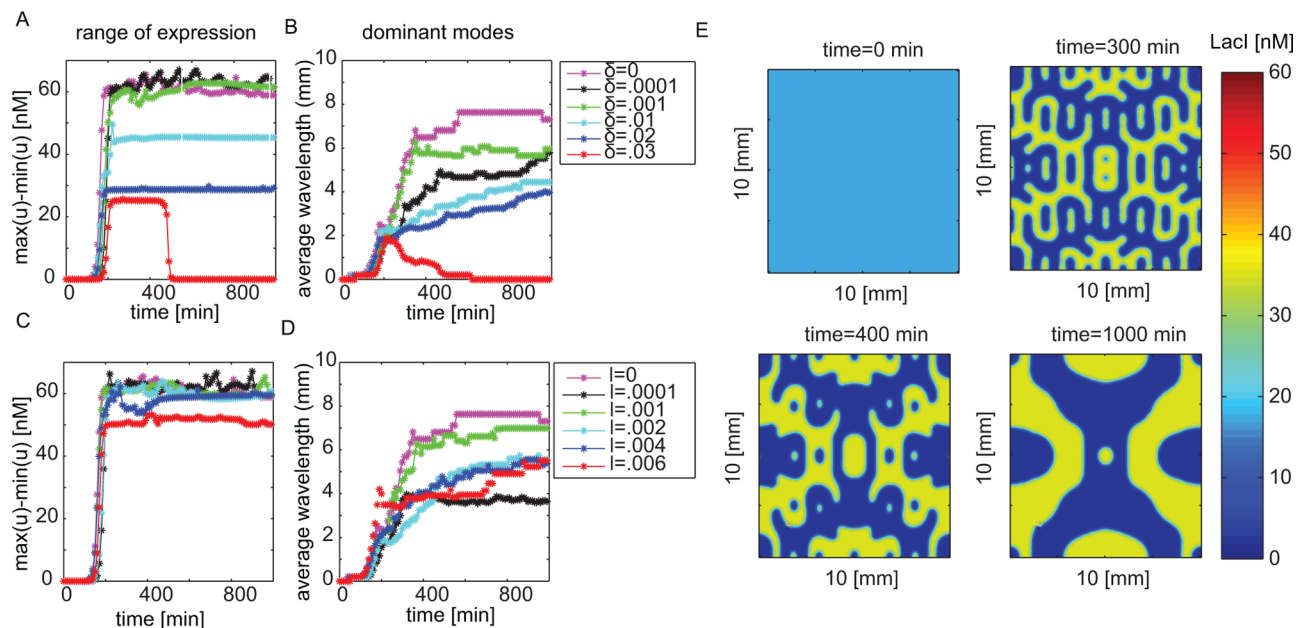 A
range of expression
max(u)-min(u) [nM]
60
40
20
0
0
400
800
time [min]
B
dominant modes
average wavelength (mm)
10
8
6
4
2
0
0
400
800
time [min]
δ=0
δ=.0001
δ=.001
δ=.01
δ=.02
δ=.03
C
max(u)-min(u) [nM]
60
40
20
0
0
400
800
time [min]
D
average wavelength (mm)
10
8
6
4
2
0
0
400
800
time [min]
l=0
l=.0001
l=.001
l=.002
l=.004
l=.006
E
time=0 min
10 [mm]
10 [mm]
time=300 min
10 [mm]
10 [mm]
time=400 min
10 [mm]
10 [mm]
time=1000 min
10 [mm]
10 [mm]
LacI [nM]
60
50
40
30
20
10
0